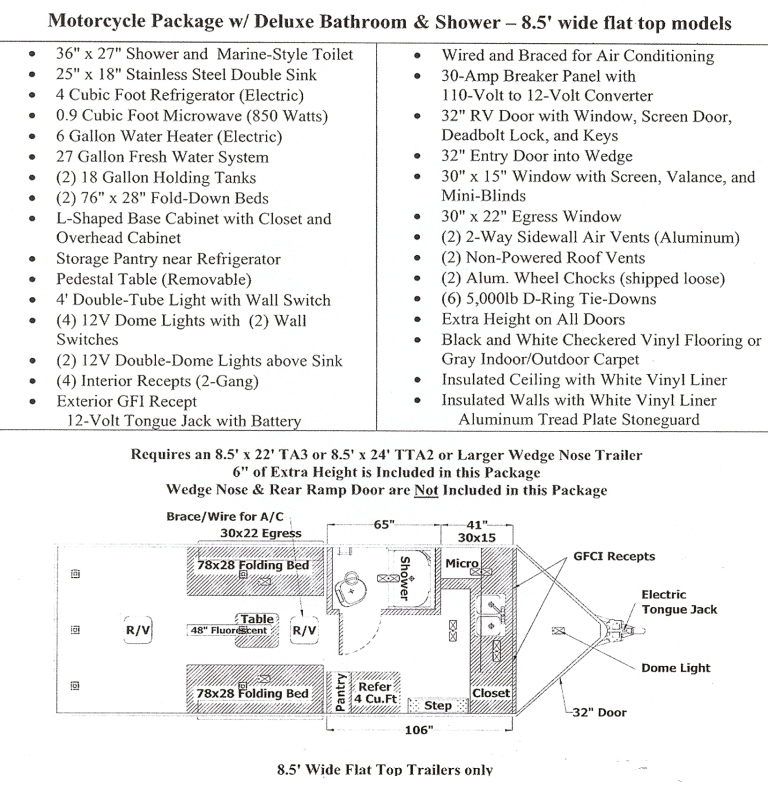 Motorcycle Package w/ Deluxe Bathroom & Shower – 8.5' wide flat top models
36" x 27" Shower and Marine-Style Toilet
25" x 18" Stainless Steel Double Sink
4 Cubic Foot Refrigerator (Electric)
0.9 Cubic Foot Microwave (850 Watts)
6 Gallon Water Heater (Electric)
27 Gallon Fresh Water System
(2) 18 Gallon Holding Tanks
(2) 76" x 28" Fold-Down Beds
L-Shaped Base Cabinet with Closet and
Overhead Cabinet
Storage Pantry near Refrigerator
Pedestal Table (Removable)
4' Double-Tube Light with Wall Switch
(4) 12V Dome Lights with (2) Wall
Switches
(2) 12V Double-Dome Lights above Sink
(4) Interior Recepts (2-Gang)
Exterior GFI Recept
12-Volt Tongue Jack with Battery
Wired and Braced for Air Conditioning
30-Amp Breaker Panel with
110-Volt to 12-Volt Converter
32" RV Door with Window, Screen Door,
Deadbolt Lock, and Keys
32" Entry Door into Wedge
30" x 15" Window with Screen, Valance, and
Mini-Blinds
30" x 22" Egress Window
(2) 2-Way Sidewall Air Vents (Aluminum)
(2) Non-Powered Roof Vents
(2) Alum. Wheel Chocks (shipped loose)
(6) 5,000lb D-Ring Tie-Downs
Extra Height on All Doors
Black and White Checkered Vinyl Flooring or
Gray Indoor/Outdoor Carpet
Insulated Ceiling with White Vinyl Liner
Insulated Walls with White Vinyl Liner
Aluminum Tread Plate Stoneguard
Requires an 8.5' x 22' TA3 or 8.5' x 24' TTA2 or Larger Wedge Nose Trailer
6" of Extra Height is Included in this Package
Wedge Nose & Rear Ramp Door are Not Included in this Package
Brace/Wire for A/C
30x22 Egress
65"
41"
30x15
78x28 Folding Bed
Shower
Micro
GFCI Recepts
Electric
Tongue Jack
R/V
Table
48" Fluorescent
R/V
Dome Light
78x28 Folding Bed
Pantry
Refer
4 Cu.Ft
Step
Closet
32" Door
106"
8.5' Wide Flat Top Trailers only